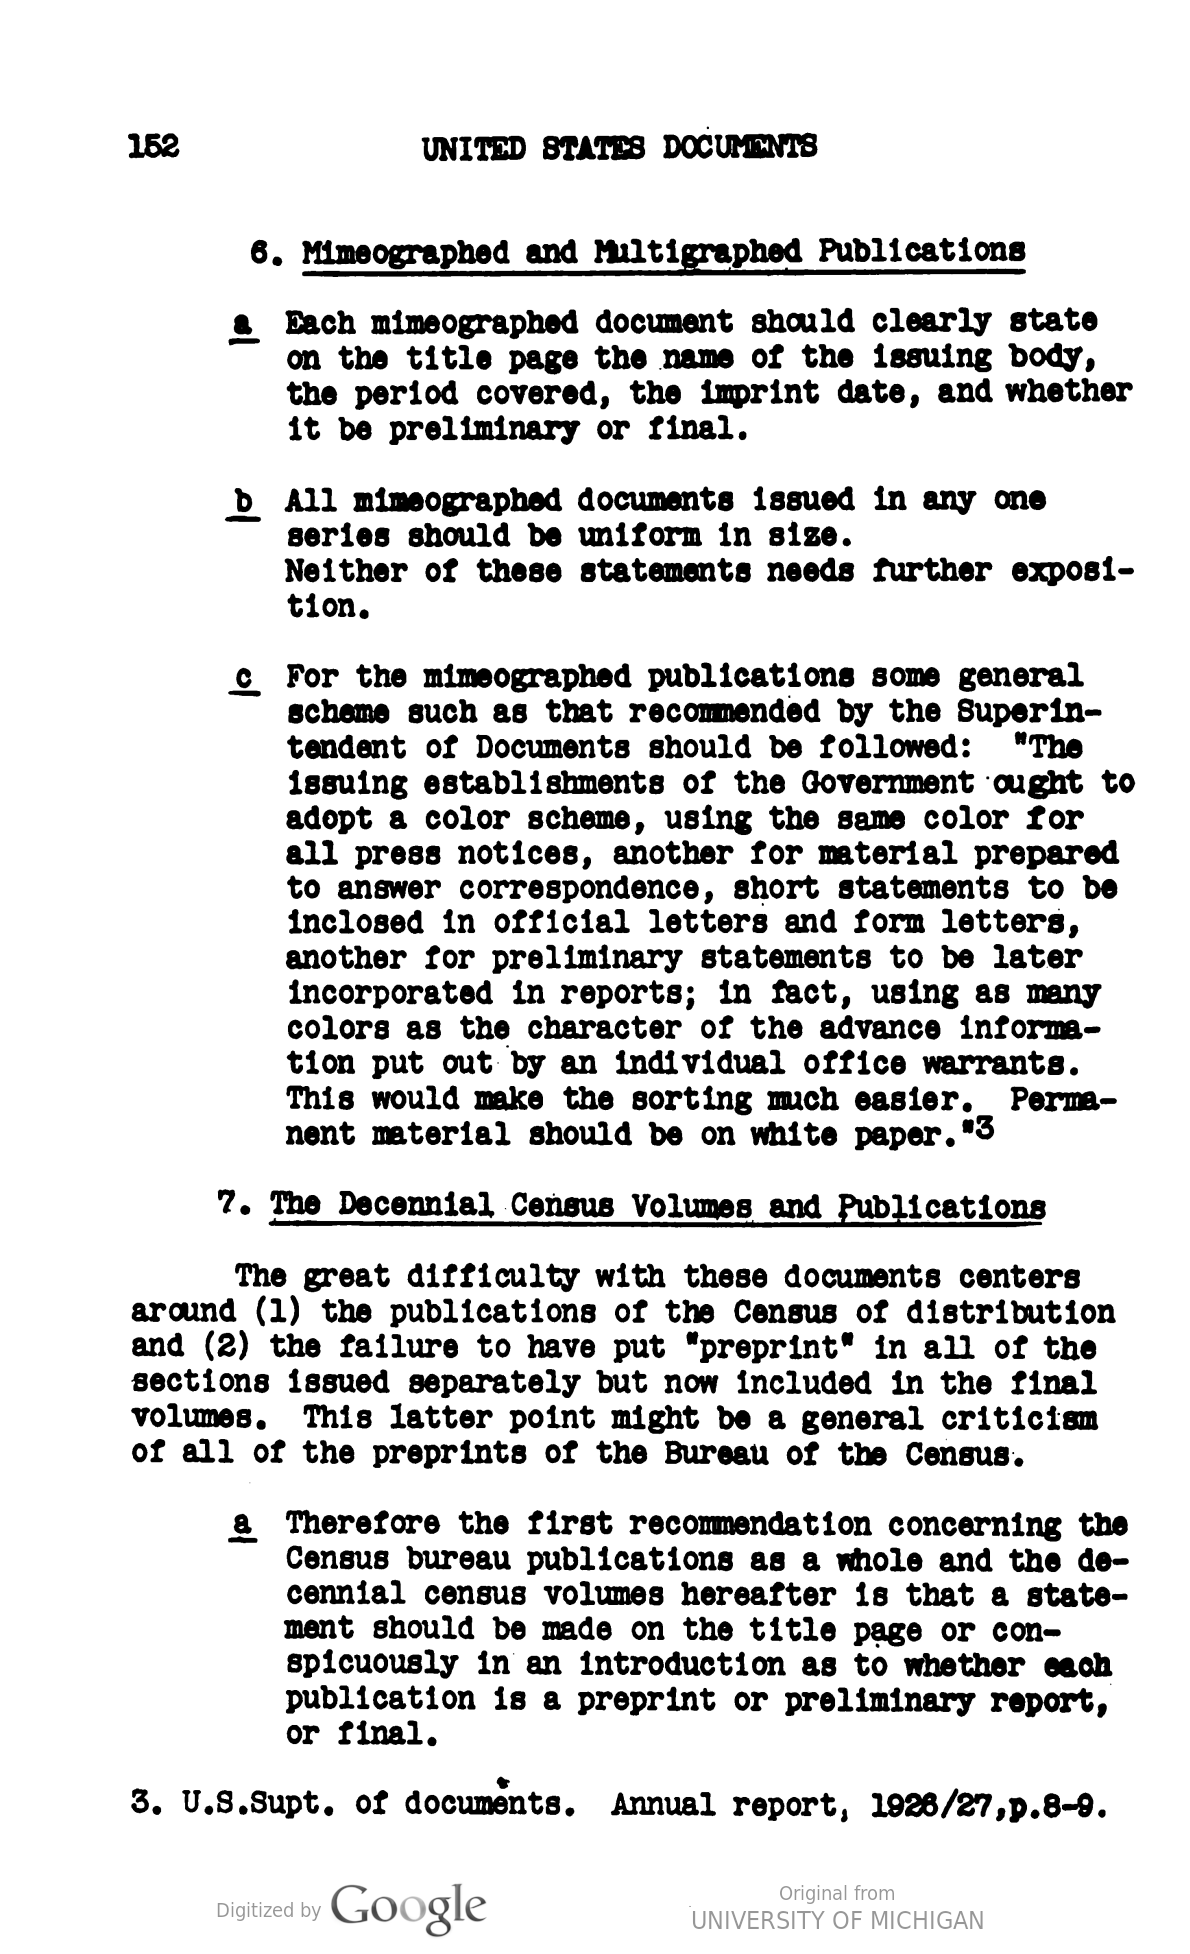 152 UNITED STATES DOCUMENTS
6. Mimeographed and Multigraphed Publications
a Each mimeographed document should clearly state
on the title page the name of the issuing body,
the period covered, the imprint date, and whether
it be preliminary or final.
b All mimeographed documents issued in any one
series should be uniform in size.
Neither of these statements needs further exposi-
tion.
c For the mimeographed publications some general
scheme such as that recommended by the Superin-
tendent of Documents should be followed: "The
issuing establishments of the Government ought to
adopt a color scheme, using the same color for
all press notices, another for material prepared
to answer correspondence, short statements to be
inclosed in official letters and form letters,
another for preliminary statements to be later
incorporated in reports; in fact, using as many
colors as the character of the advance informa-
tion put out by an individual office warrants.
This would make the sorting much easier. Perma-
nent material should be on white paper."3
7. The Decennial Census Volumes and Publications
The great difficulty with these documents centers
around (1) the publications of the Census of distribution
and (2) the failure to have put "preprint" in all of the
sections issued separately but now included in the final
volumes. This latter point might be a general criticism
of all of the preprints of the Bureau of the Census.
a Therefore the first recommendation concerning the
Census bureau publications as a whole and the de-
cennial census volumes hereafter is that a state-
ment should be made on the title page or con-
spicuously in an introduction as to whether each
publication is a preprint or preliminary report,
or final.
3. U.S.Supt. of documents. Annual report, 1926/27,p.8-9.
Digitized by Google
Original from
UNIVERSITY OF MICHIGAN